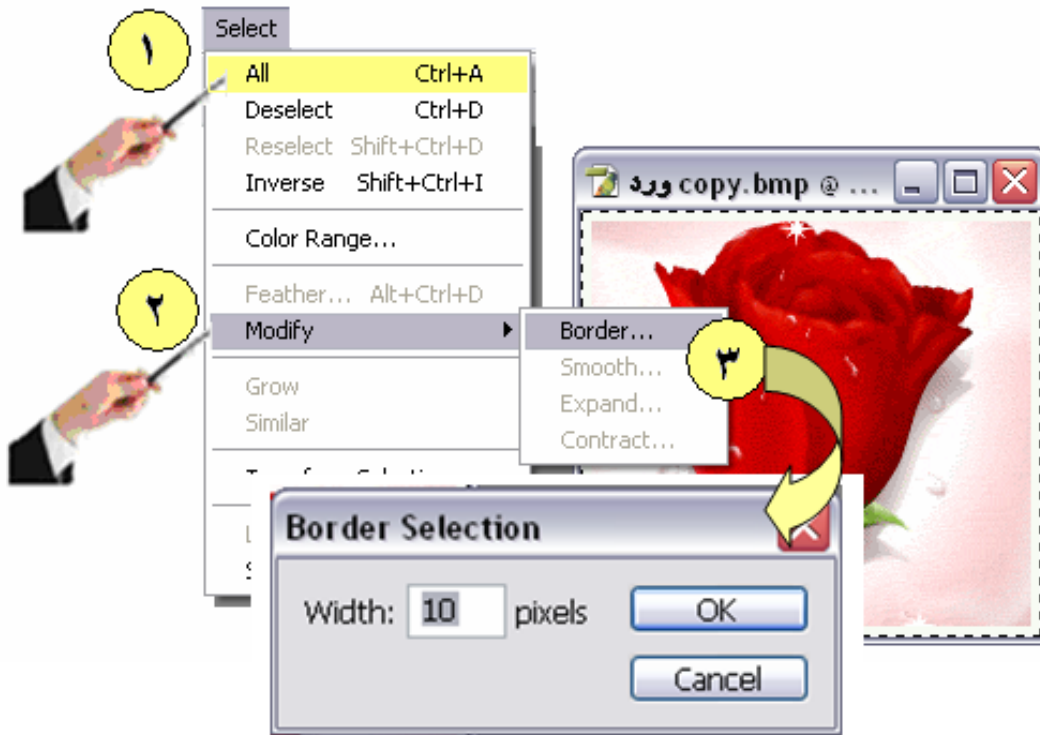 Select
١
All Ctrl+A
Deselect Ctrl+D
Reselect Shift+Ctrl+D
Inverse Shift+Ctrl+I
Color Range...
Feather... Alt+Ctrl+D
٢
Modify
Grow
Similar
ورد copy.bmp @ ...
Border...
٣
Smooth...
Expand...
Contract...
Border Selection
Width: 10 pixels
OK
Cancel